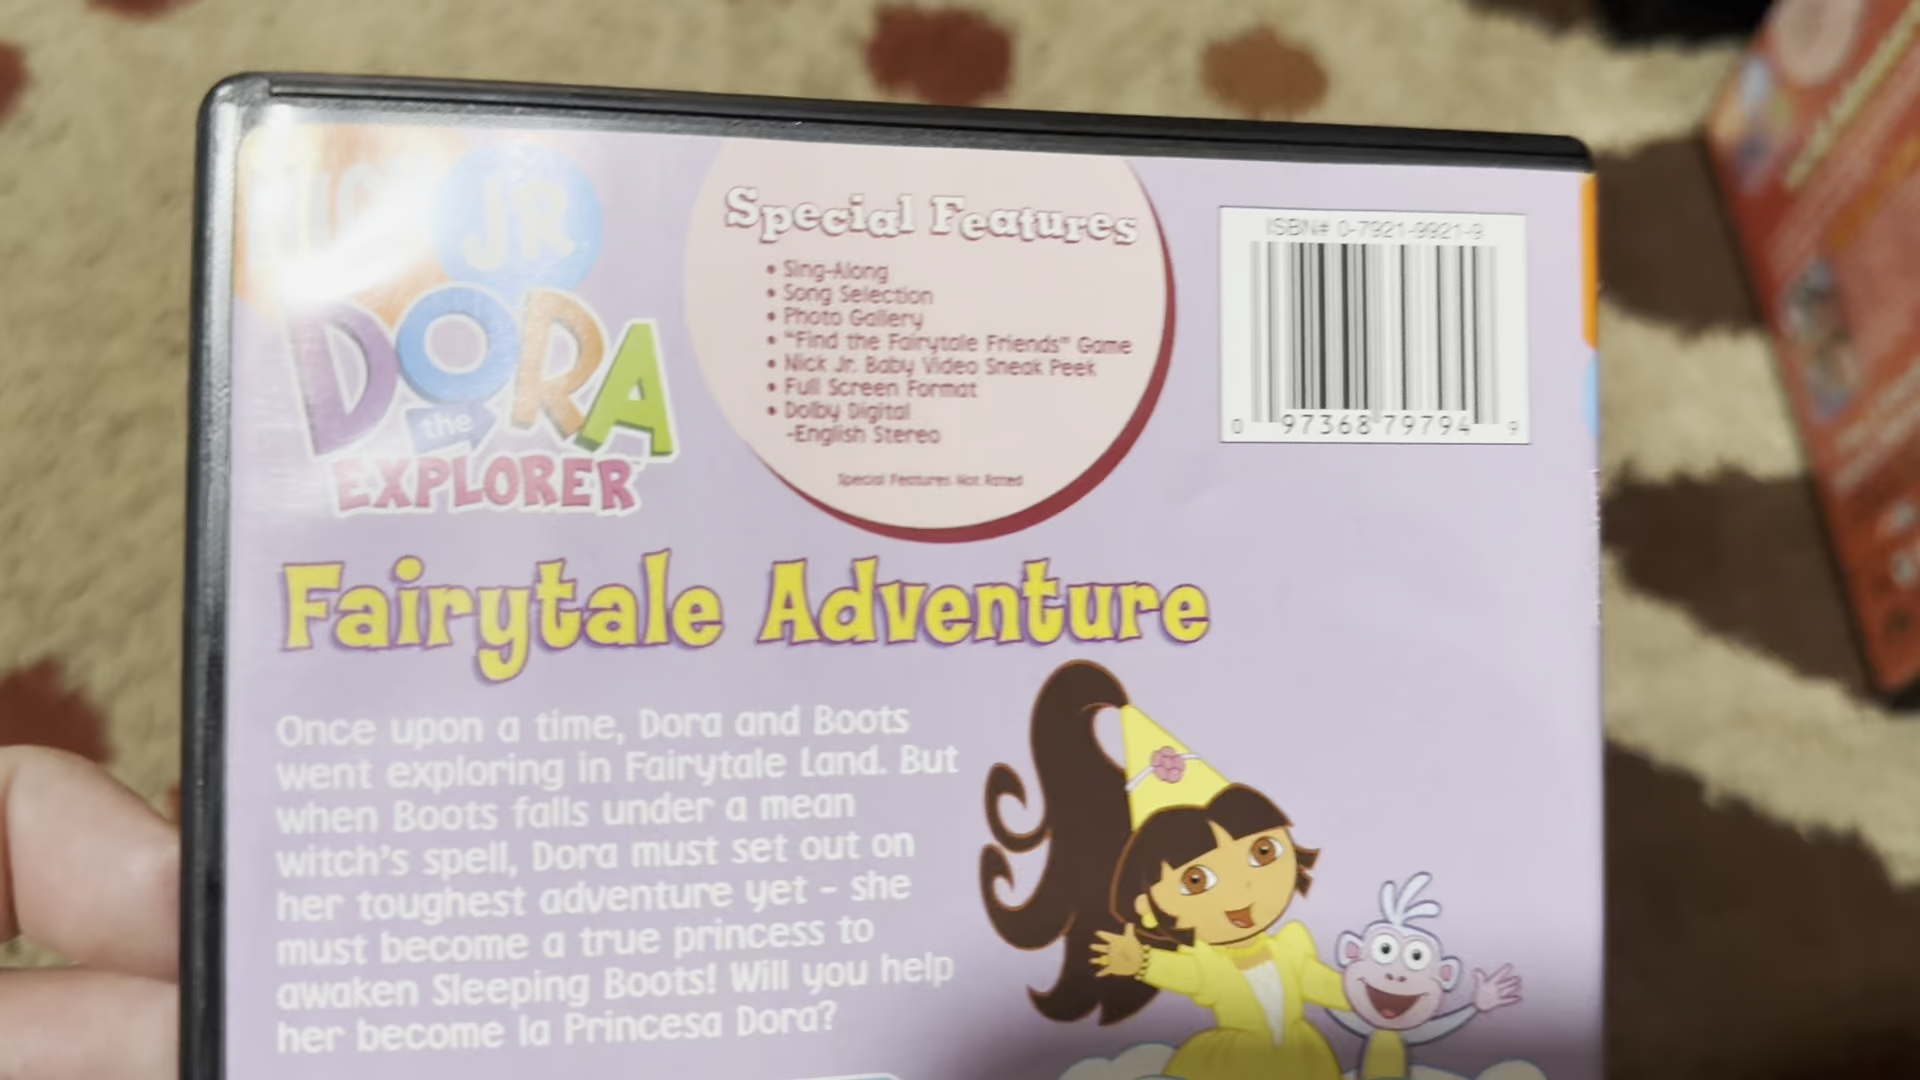 JR
DORA
the
EXPLORER
Special Features
• Sing-Along
• Song Selection
• Photo Gallery
• "Find the Fairytale Friends" Game
• Nick Jr. Baby Video Sneak Peek
• Full Screen Format
• Dolby Digital
-English Stereo
Special Features Not Rated
ISBN# 0-7921-9921-9
0 97368 79794 9
Fairytale Adventure
Once upon a time, Dora and Boots
went exploring in Fairytale Land. But
when Boots falls under a mean
witch's spell, Dora must set out on
her toughest adventure yet – she
must become a true princess to
awaken Sleeping Boots! Will you help
her become la Princesa Dora?